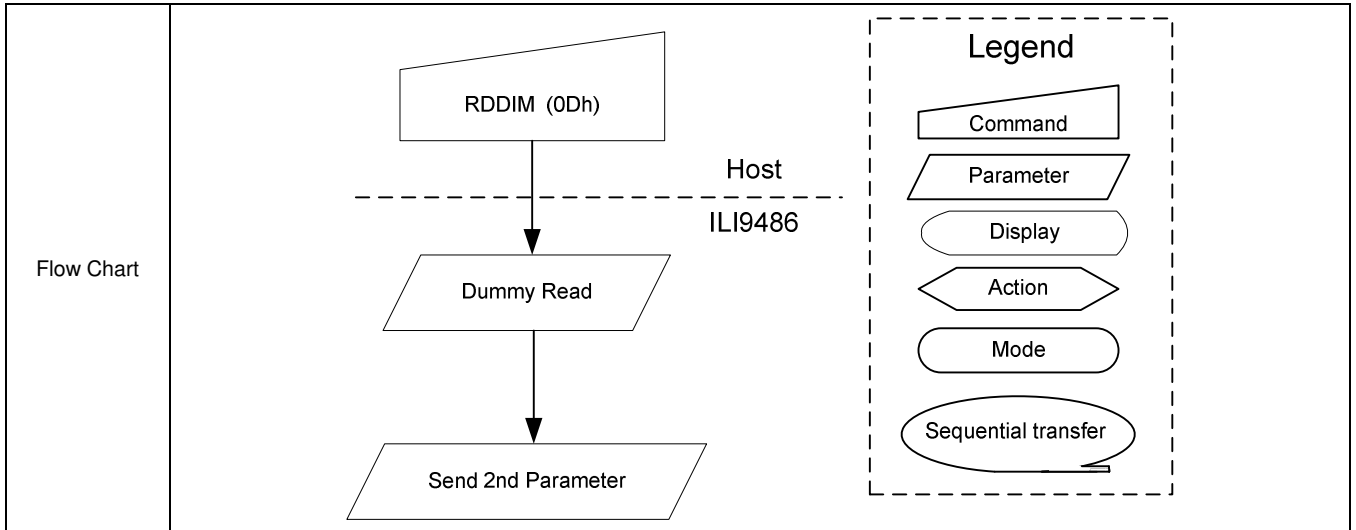 Flow Chart
RDDIM (0Dh)
Host
ILI9486
Dummy Read
Send 2nd Parameter
Legend
Command
Parameter
Display
Action
Mode
Sequential transfer